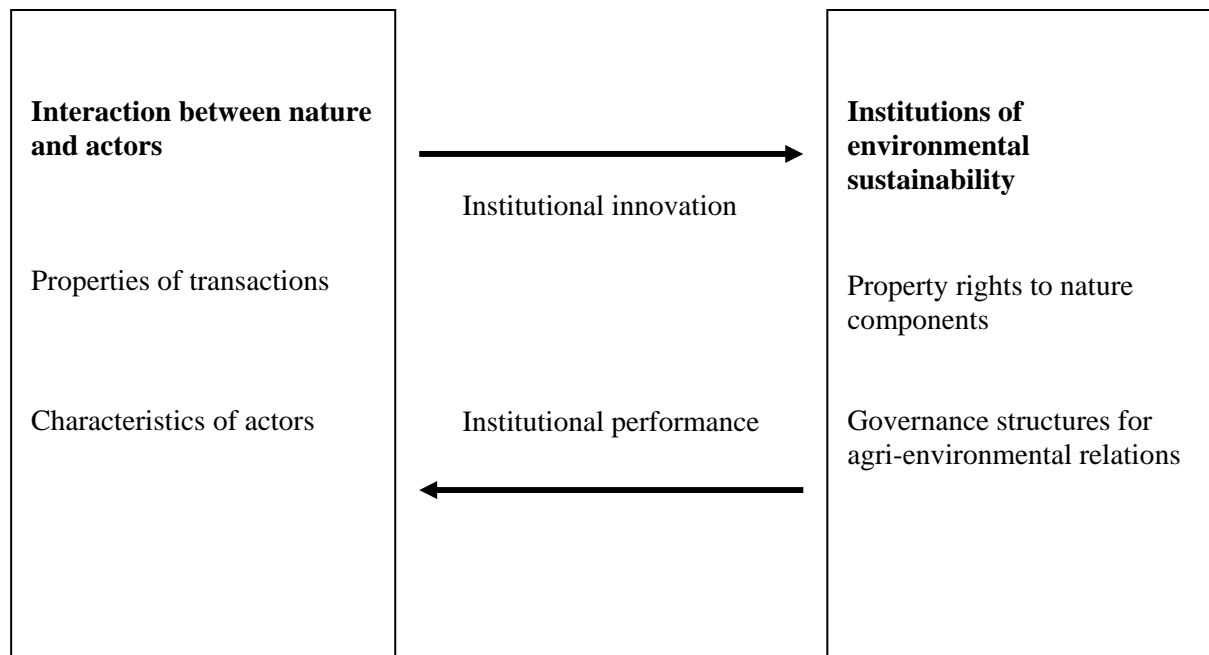 Interaction between nature
and actors
Properties of transactions
Characteristics of actors
Institutional innovation
Institutional performance
Institutions of
environmental
sustainability
Property rights to nature
components
Governance structures for
agri-environmental relations